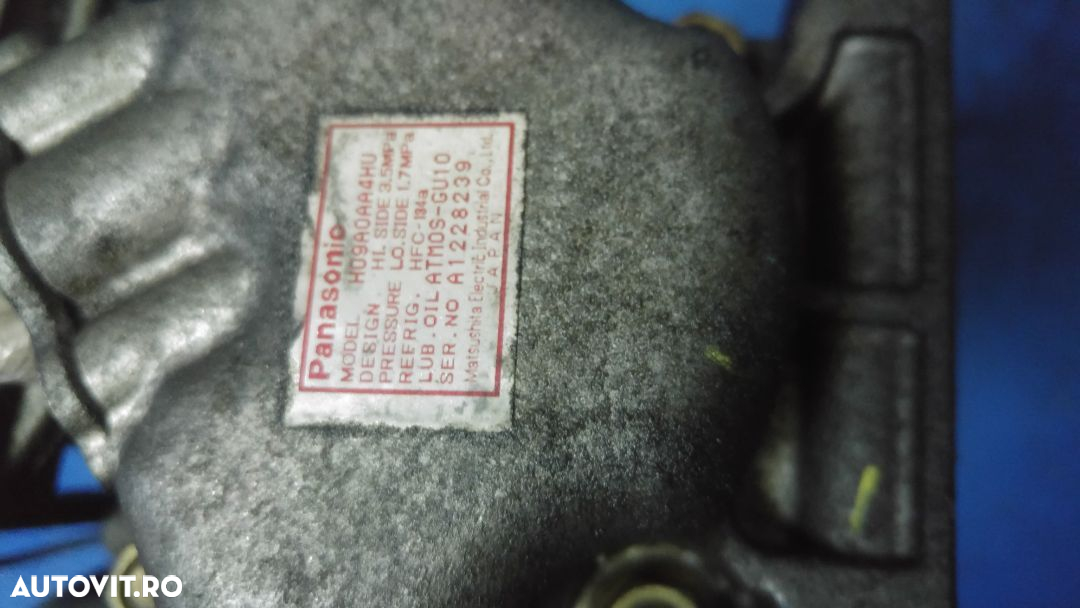 Panasonic
MODEL H09A0AA4HU
DESIGN HI. SIDE 3.5MPa
PRESSURE LO. SIDE 1.7MPa
REFRIG. HFC-134a
LUB. OIL ATMOS-GU10
SER. NO A1228239
Matsushita Electric Industrial Co., Ltd.
JAPAN
AUTOVIT.RO